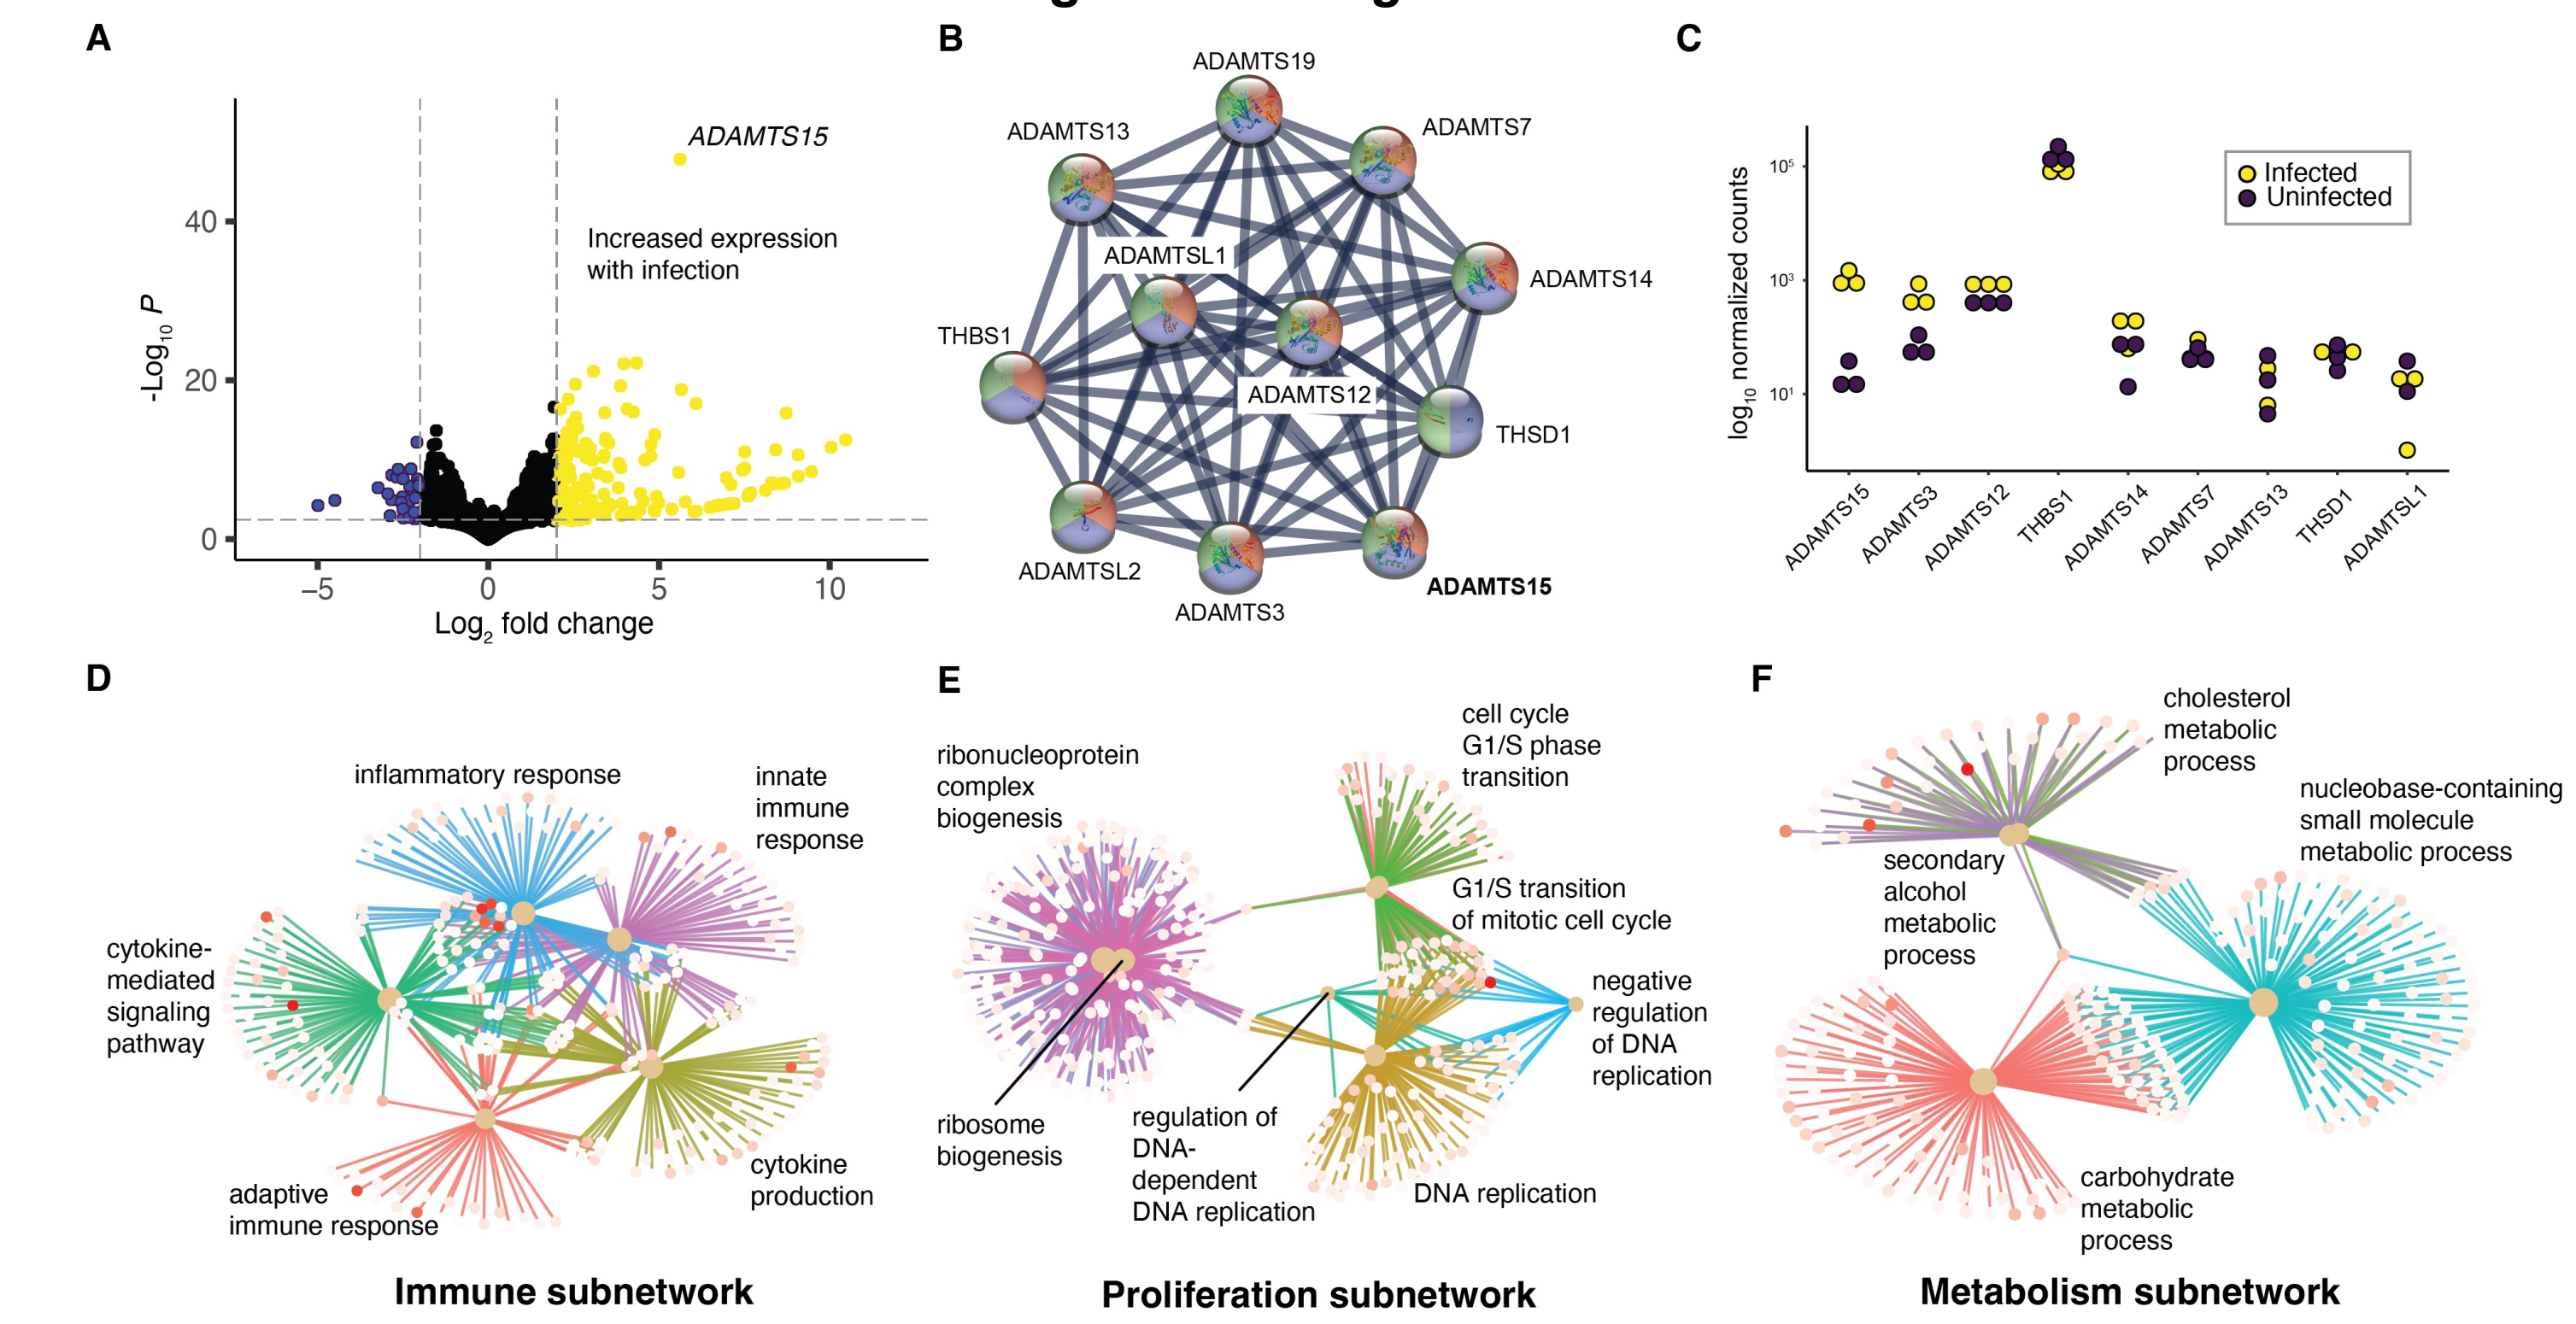 A
ADAMTS15
Increased expression
with infection
-Log10 P
40
20
0
−5
0
5
10
Log2 fold change
B
ADAMTS19
ADAMTS13
ADAMTS7
ADAMTSL1
ADAMTS14
THBS1
ADAMTS12
THSD1
ADAMTSL2
ADAMTS15
ADAMTS3
C
log10 normalized counts
10⁵
10³
10¹
Infected
Uninfected
ADAMTS15
ADAMTS3
ADAMTS12
THBS1
ADAMTS14
ADAMTS7
ADAMTS13
THSD1
ADAMTSL1
D
inflammatory response
innate
immune
response
cytokine-
mediated
signaling
pathway
adaptive
immune response
cytokine
production
Immune subnetwork
E
ribonucleoprotein
complex
biogenesis
cell cycle
G1/S phase
transition
G1/S transition
of mitotic cell cycle
negative
regulation
of DNA
replication
ribosome
biogenesis
regulation of
DNA-
dependent
DNA replication
DNA replication
Proliferation subnetwork
F
cholesterol
metabolic
process
nucleobase-containing
small molecule
metabolic process
secondary
alcohol
metabolic
process
carbohydrate
metabolic
process
Metabolism subnetwork